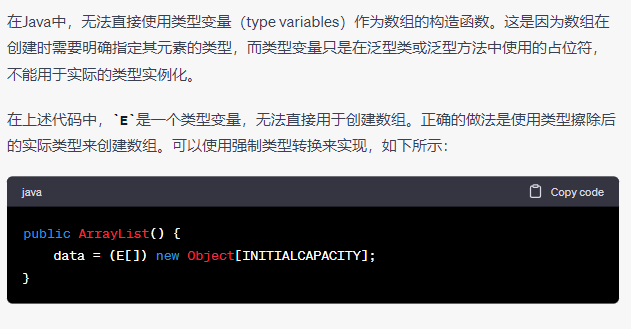 在Java中，无法直接使用类型变量（type variables）作为数组的构造函数。这是因为数组在
创建时需要明确指定其元素的类型，而类型变量只是在泛型类或泛型方法中使用的占位符，
不能用于实际的类型实例化。
在上述代码中，`E`是一个类型变量，无法直接用于创建数组。正确的做法是使用类型擦除后
的实际类型来创建数组。可以使用强制类型转换来实现，如下所示：
java Copy code
public ArrayList() {
    data = (E[]) new Object[INITIALCAPACITY];
}